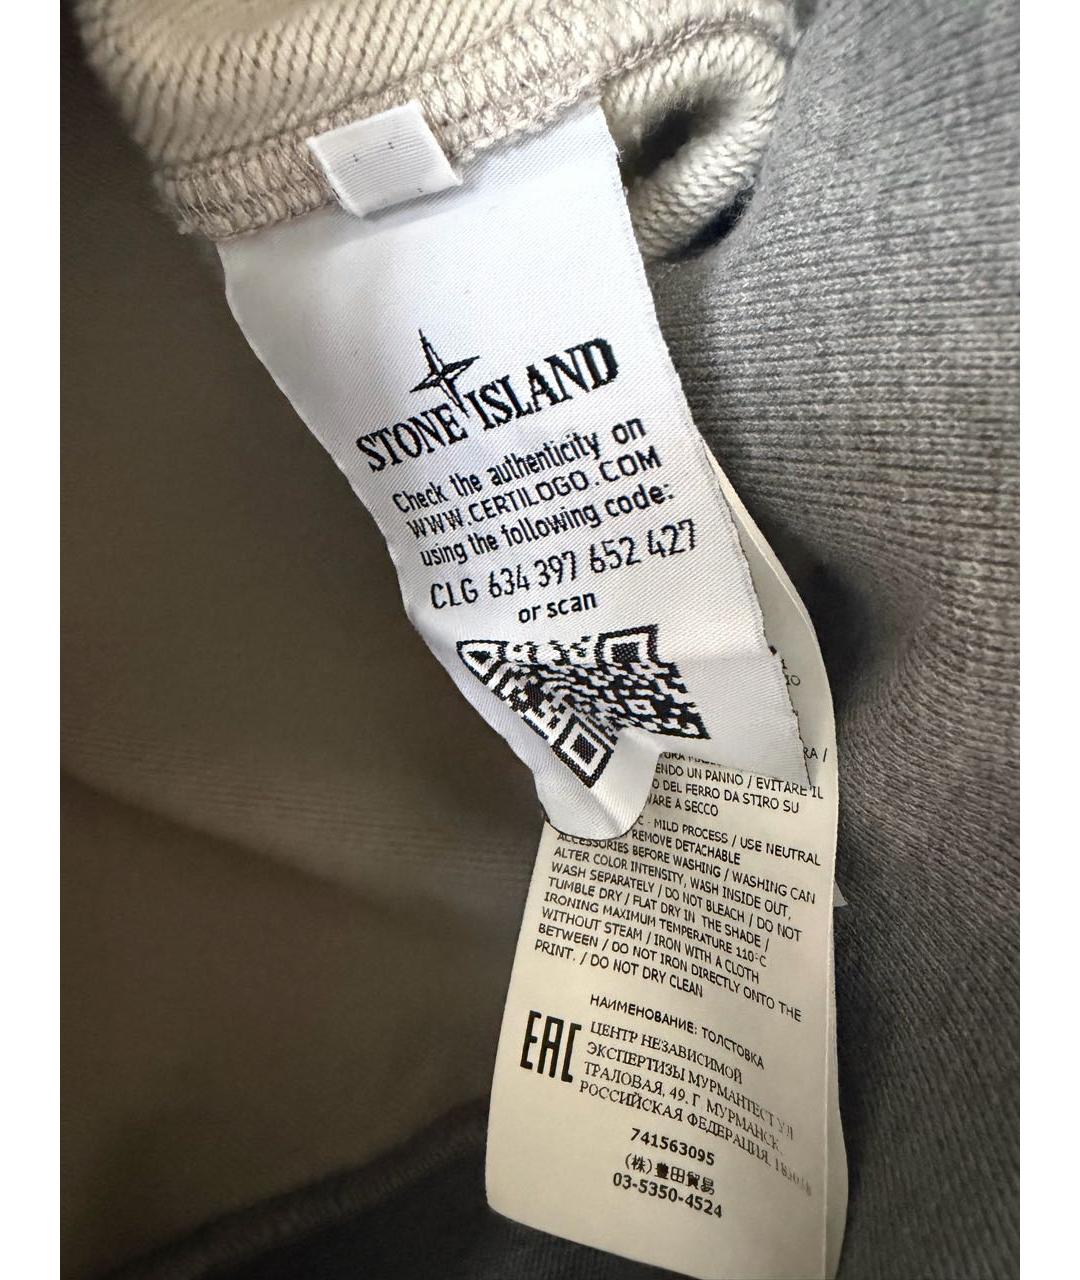 STONE ISLAND
Check the authenticity on
WWW.CERTILOGO.COM
using the following code:
CLG 634 397 652 427
or scan
RA /
ENDO UN PANNO / EVITARE IL
O DEL FERRO DA STIRO SU
ARE A SECCO
C - MILD PROCESS / USE NEUTRAL
REMOVE DETACHABLE
ACCESSORIES BEFORE WASHING / WASHING CAN
ALTER COLOR INTENSITY, WASH INSIDE OUT,
WASH SEPARATELY / DO NOT BLEACH / DO NOT
TUMBLE DRY / FLAT DRY IN THE SHADE /
IRONING MAXIMUM TEMPERATURE 110°C
WITHOUT STEAM / IRON WITH A CLOTH
BETWEEN / DO NOT IRON DIRECTLY ONTO THE
PRINT. / DO NOT DRY CLEAN
НАИМЕНОВАНИЕ: ТОЛСТОВКА
EAC
ЦЕНТР НЕЗАВИСИМОЙ
ЭКСПЕРТИЗЫ МУРМАНТЕСТ УЛ
ТРАЛОВАЯ, 49. Г МУРМАНСК.
РОССИЙСКАЯ ФЕДЕРАЦИЯ,
741563095
(株)豊田貿易
03-5350-4524